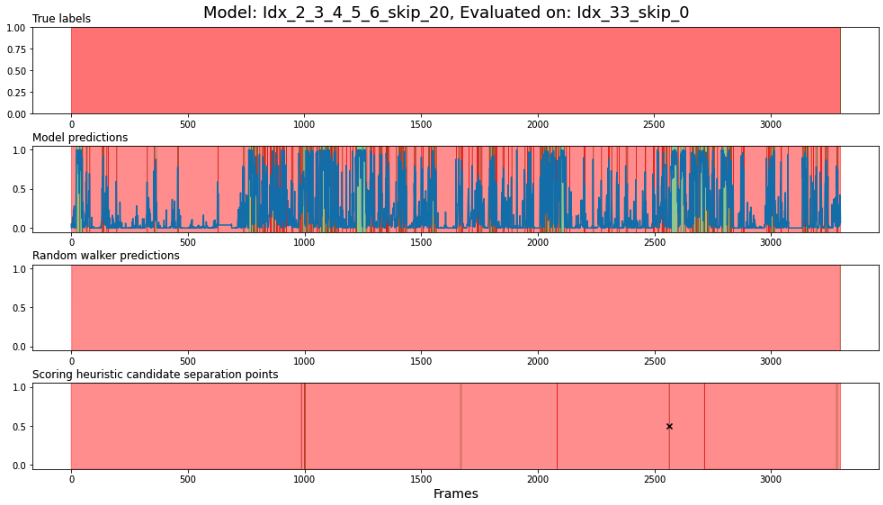 Model: Idx_2_3_4_5_6_skip_20, Evaluated on: Idx_33_skip_0
True labels
1.00
0.75
0.50
0.25
0.00
0 500 1000 1500 2000 2500 3000
Model predictions
1.0
0.5
0.0
0 500 1000 1500 2000 2500 3000
Random walker predictions
1.0
0.5
0.0
0 500 1000 1500 2000 2500 3000
Scoring heuristic candidate separation points
1.0
0.5
0.0
0 500 1000 1500 2000 2500 3000
Frames